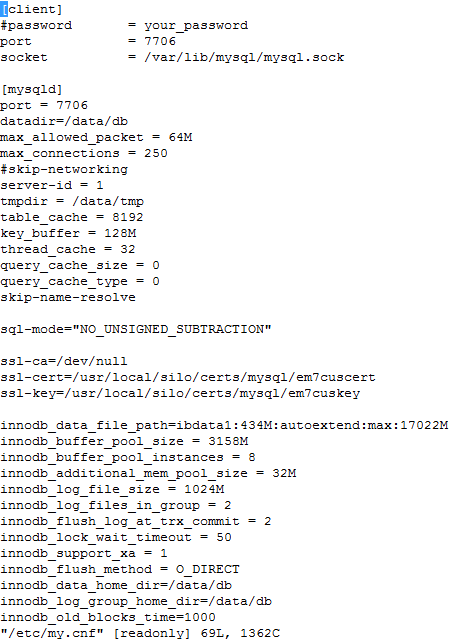 [client]
#password       = your_password
port            = 7706
socket          = /var/lib/mysql/mysql.sock
[mysqld]
port = 7706
datadir=/data/db
max_allowed_packet = 64M
max_connections = 250
#skip-networking
server-id = 1
tmpdir = /data/tmp
table_cache = 8192
key_buffer = 128M
thread_cache = 32
query_cache_size = 0
query_cache_type = 0
skip-name-resolve
sql-mode="NO_UNSIGNED_SUBTRACTION"
ssl-ca=/dev/null
ssl-cert=/usr/local/silo/certs/mysql/em7cuscert
ssl-key=/usr/local/silo/certs/mysql/em7cuskey
innodb_data_file_path=ibdata1:434M:autoextend:max:17022M
innodb_buffer_pool_size = 3158M
innodb_buffer_pool_instances = 8
innodb_additional_mem_pool_size = 32M
innodb_log_file_size = 1024M
innodb_log_files_in_group = 2
innodb_flush_log_at_trx_commit = 2
innodb_lock_wait_timeout = 50
innodb_support_xa = 1
innodb_flush_method = O_DIRECT
innodb_data_home_dir=/data/db
innodb_log_group_home_dir=/data/db
innodb_old_blocks_time=1000
"/etc/my.cnf" [readonly] 69L, 1362C